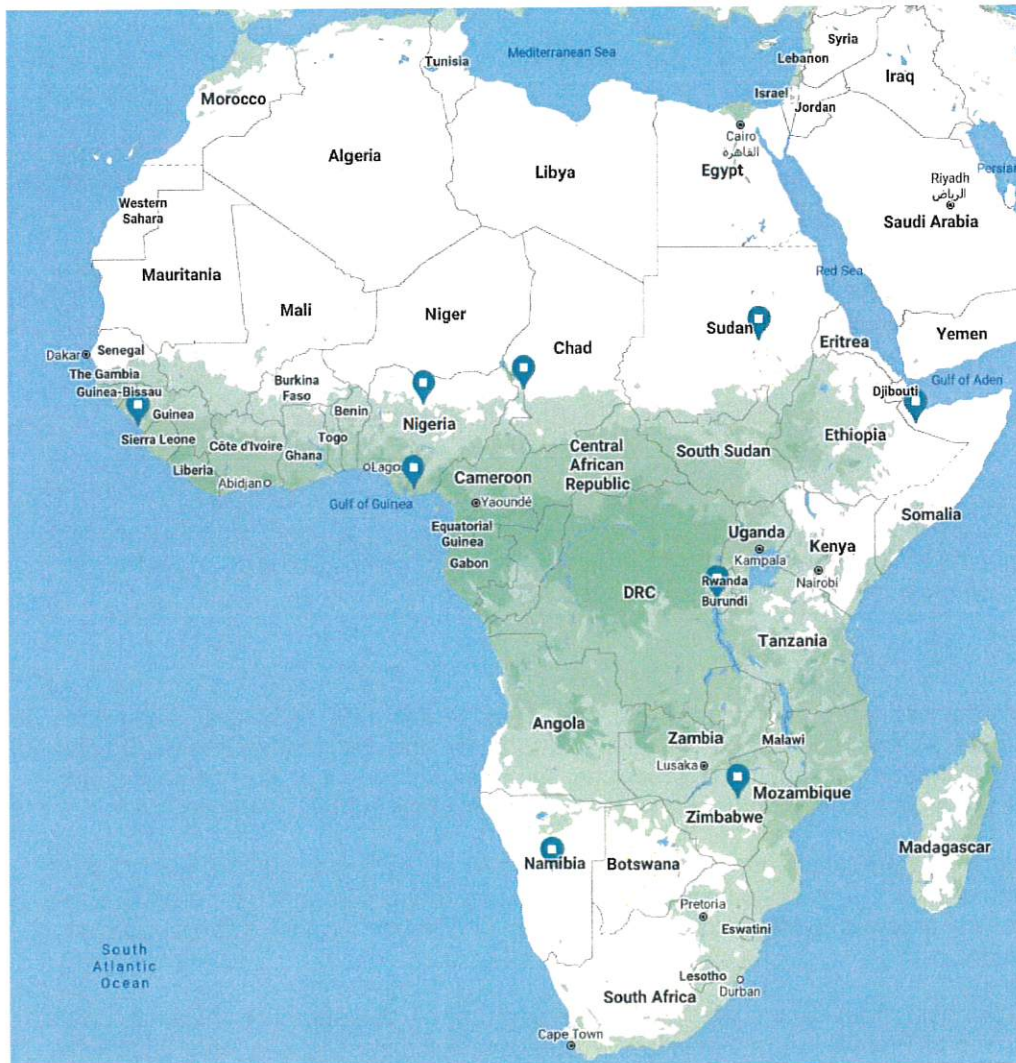 Mediterranean Sea
Syria
Lebanon
Iraq
Tunisia
Israel
Jordan
Morocco
Cairo
القاهرة
Algeria
Libya
Egypt
Persian
Riyadh
الرياض
Western
Sahara
Saudi Arabia
Mauritania
Red Sea
Mali
Niger
Chad
Sudan
Yemen
Eritrea
Dakar
Senegal
The Gambia
Guinea-Bissau
Burkina
Faso
Gulf of Aden
Djibouti
Guinea
Benin
Nigeria
Ethiopia
Sierra Leone
Côte d'Ivoire
Togo
Ghana
Central
African
Republic
South Sudan
Liberia
Lagos
Cameroon
Abidjan
Gulf of Guinea
Yaoundé
Somalia
Equatorial
Guinea
Uganda
Kampala
Kenya
Gabon
Nairobi
DRC
Rwanda
Burundi
Tanzania
Angola
Zambia
Malawi
Lusaka
Mozambique
Zimbabwe
Namibia
Botswana
Madagascar
Pretoria
Eswatini
South
Atlantic
Ocean
Lesotho
Durban
South Africa
Cape Town